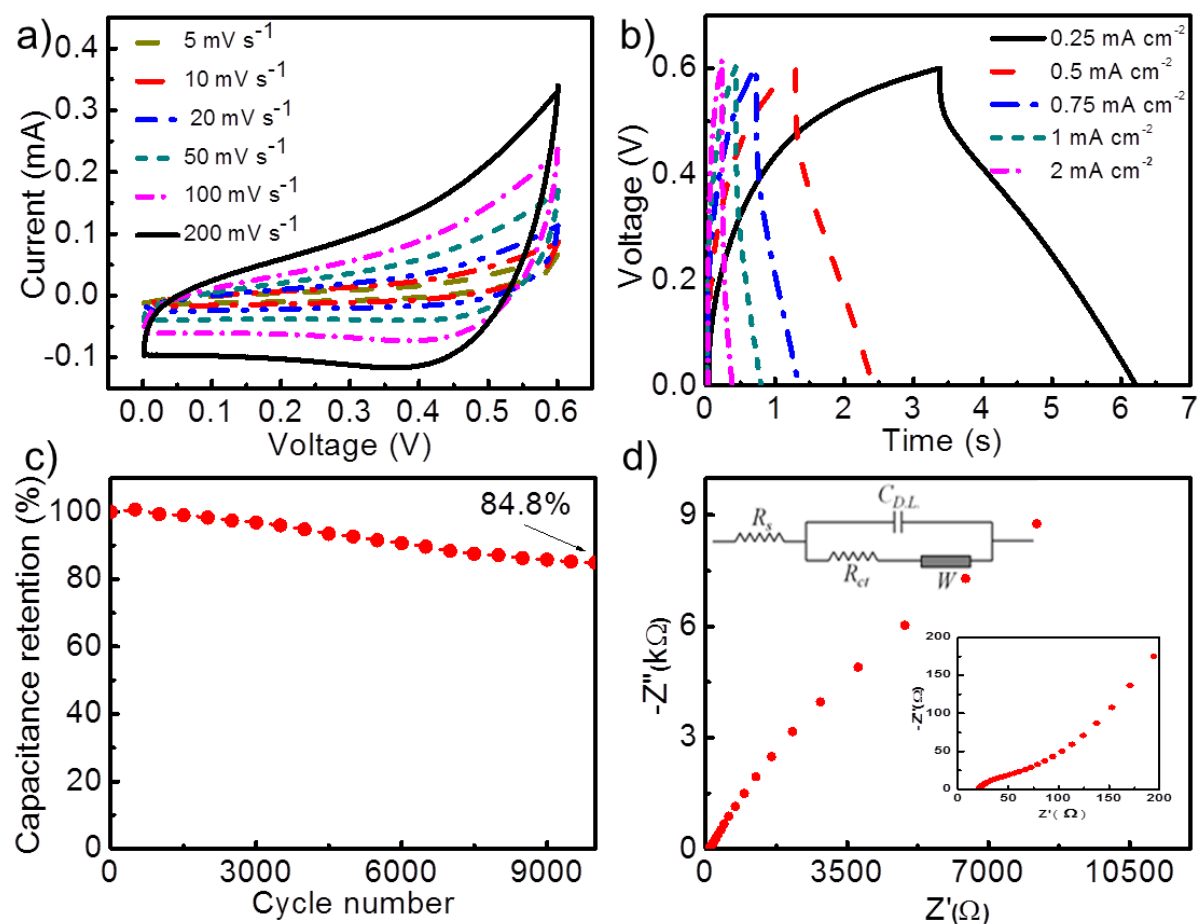 a)
0.4
0.3
0.2
0.1
0.0
-0.1
Current (mA)
5 mV s-1
10 mV s-1
20 mV s-1
50 mV s-1
100 mV s-1
200 mV s-1
0.0 0.1 0.2 0.3 0.4 0.5 0.6
Voltage (V)
b)
0.6
0.4
0.2
0.0
Voltage (V)
0.25 mA cm-2
0.5 mA cm-2
0.75 mA cm-2
1 mA cm-2
2 mA cm-2
0 1 2 3 4 5 6 7
Time (s)
c)
100
80
60
40
20
0
Capacitance retention (%)
84.8%
0 3000 6000 9000
Cycle number
d)
9
6
3
0
-Z''(kΩ)
Rs
CD.L.
Rct
W
200
175
150
125
100
75
50
25
0
-Z''(Ω)
0 50 100 150 200
Z'(Ω)
0 3500 7000 10500
Z'(Ω)